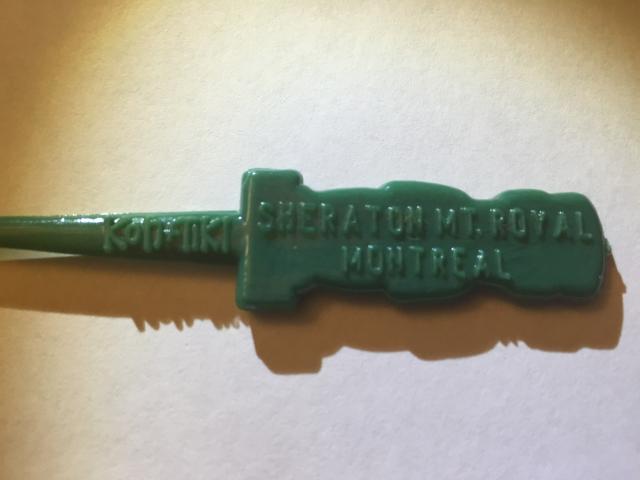 Kon-Tiki
SHERATON MT. ROYAL
MONTREAL